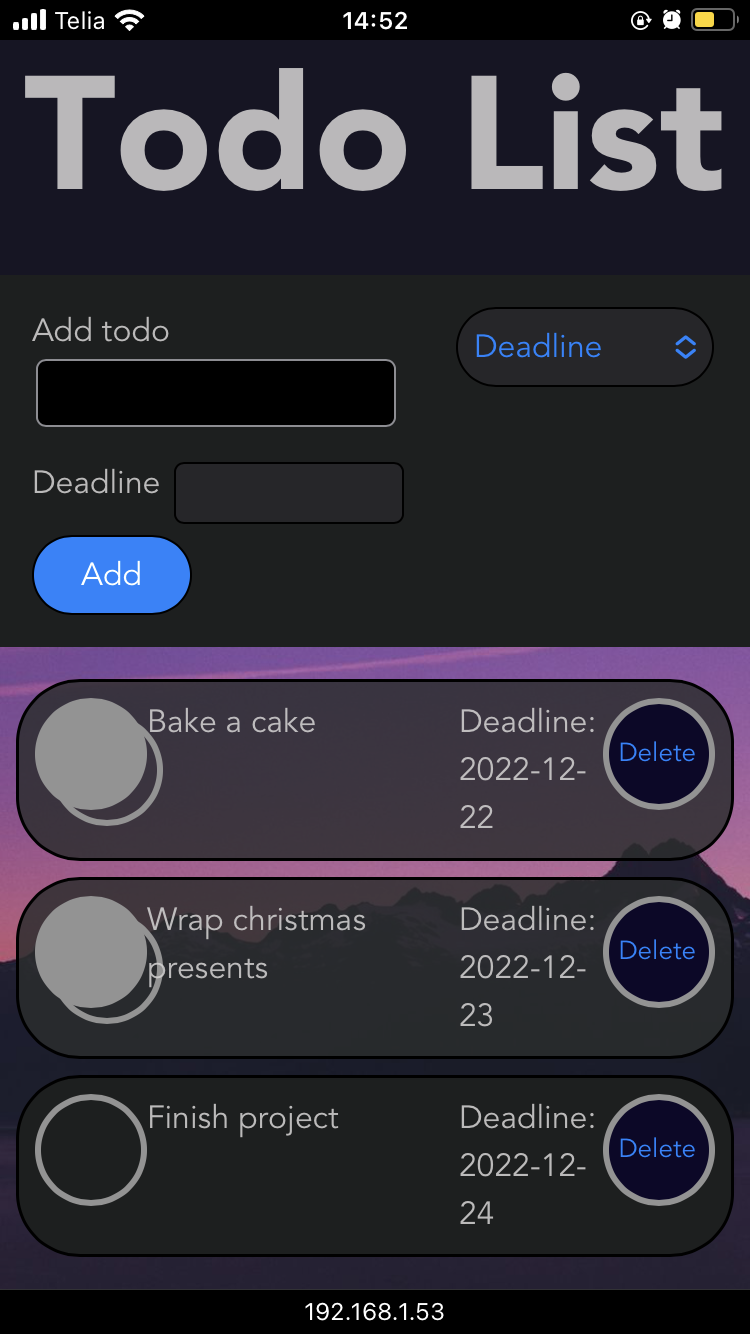 Telia 14:52
Todo List
Add todo
Deadline
Deadline
Add
Bake a cake
Deadline:
2022-12-
22
Delete
Wrap christmas
presents
Deadline:
2022-12-
23
Delete
Finish project
Deadline:
2022-12-
24
Delete
192.168.1.53